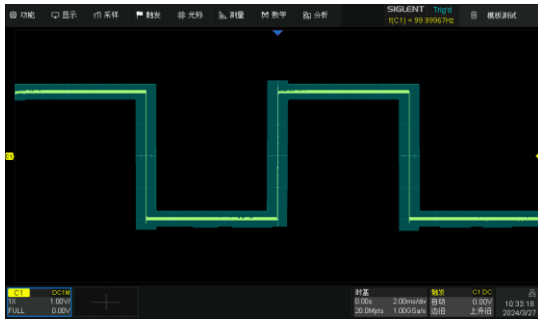 功能 显示 采样 触发 光标 测量 数学 分析 SIGLENT Trig'd 模板测试
f(C1) = 99.99967Hz
C1
C1 DC1M
1X 1.00V/
FULL 0.00V
时基
0.00s 2.00ms/div
20.0Mpts 1.00GSa/s
触发 C1 DC
自动 0.00V
边沿 上升沿
10:33:18
2024/3/27